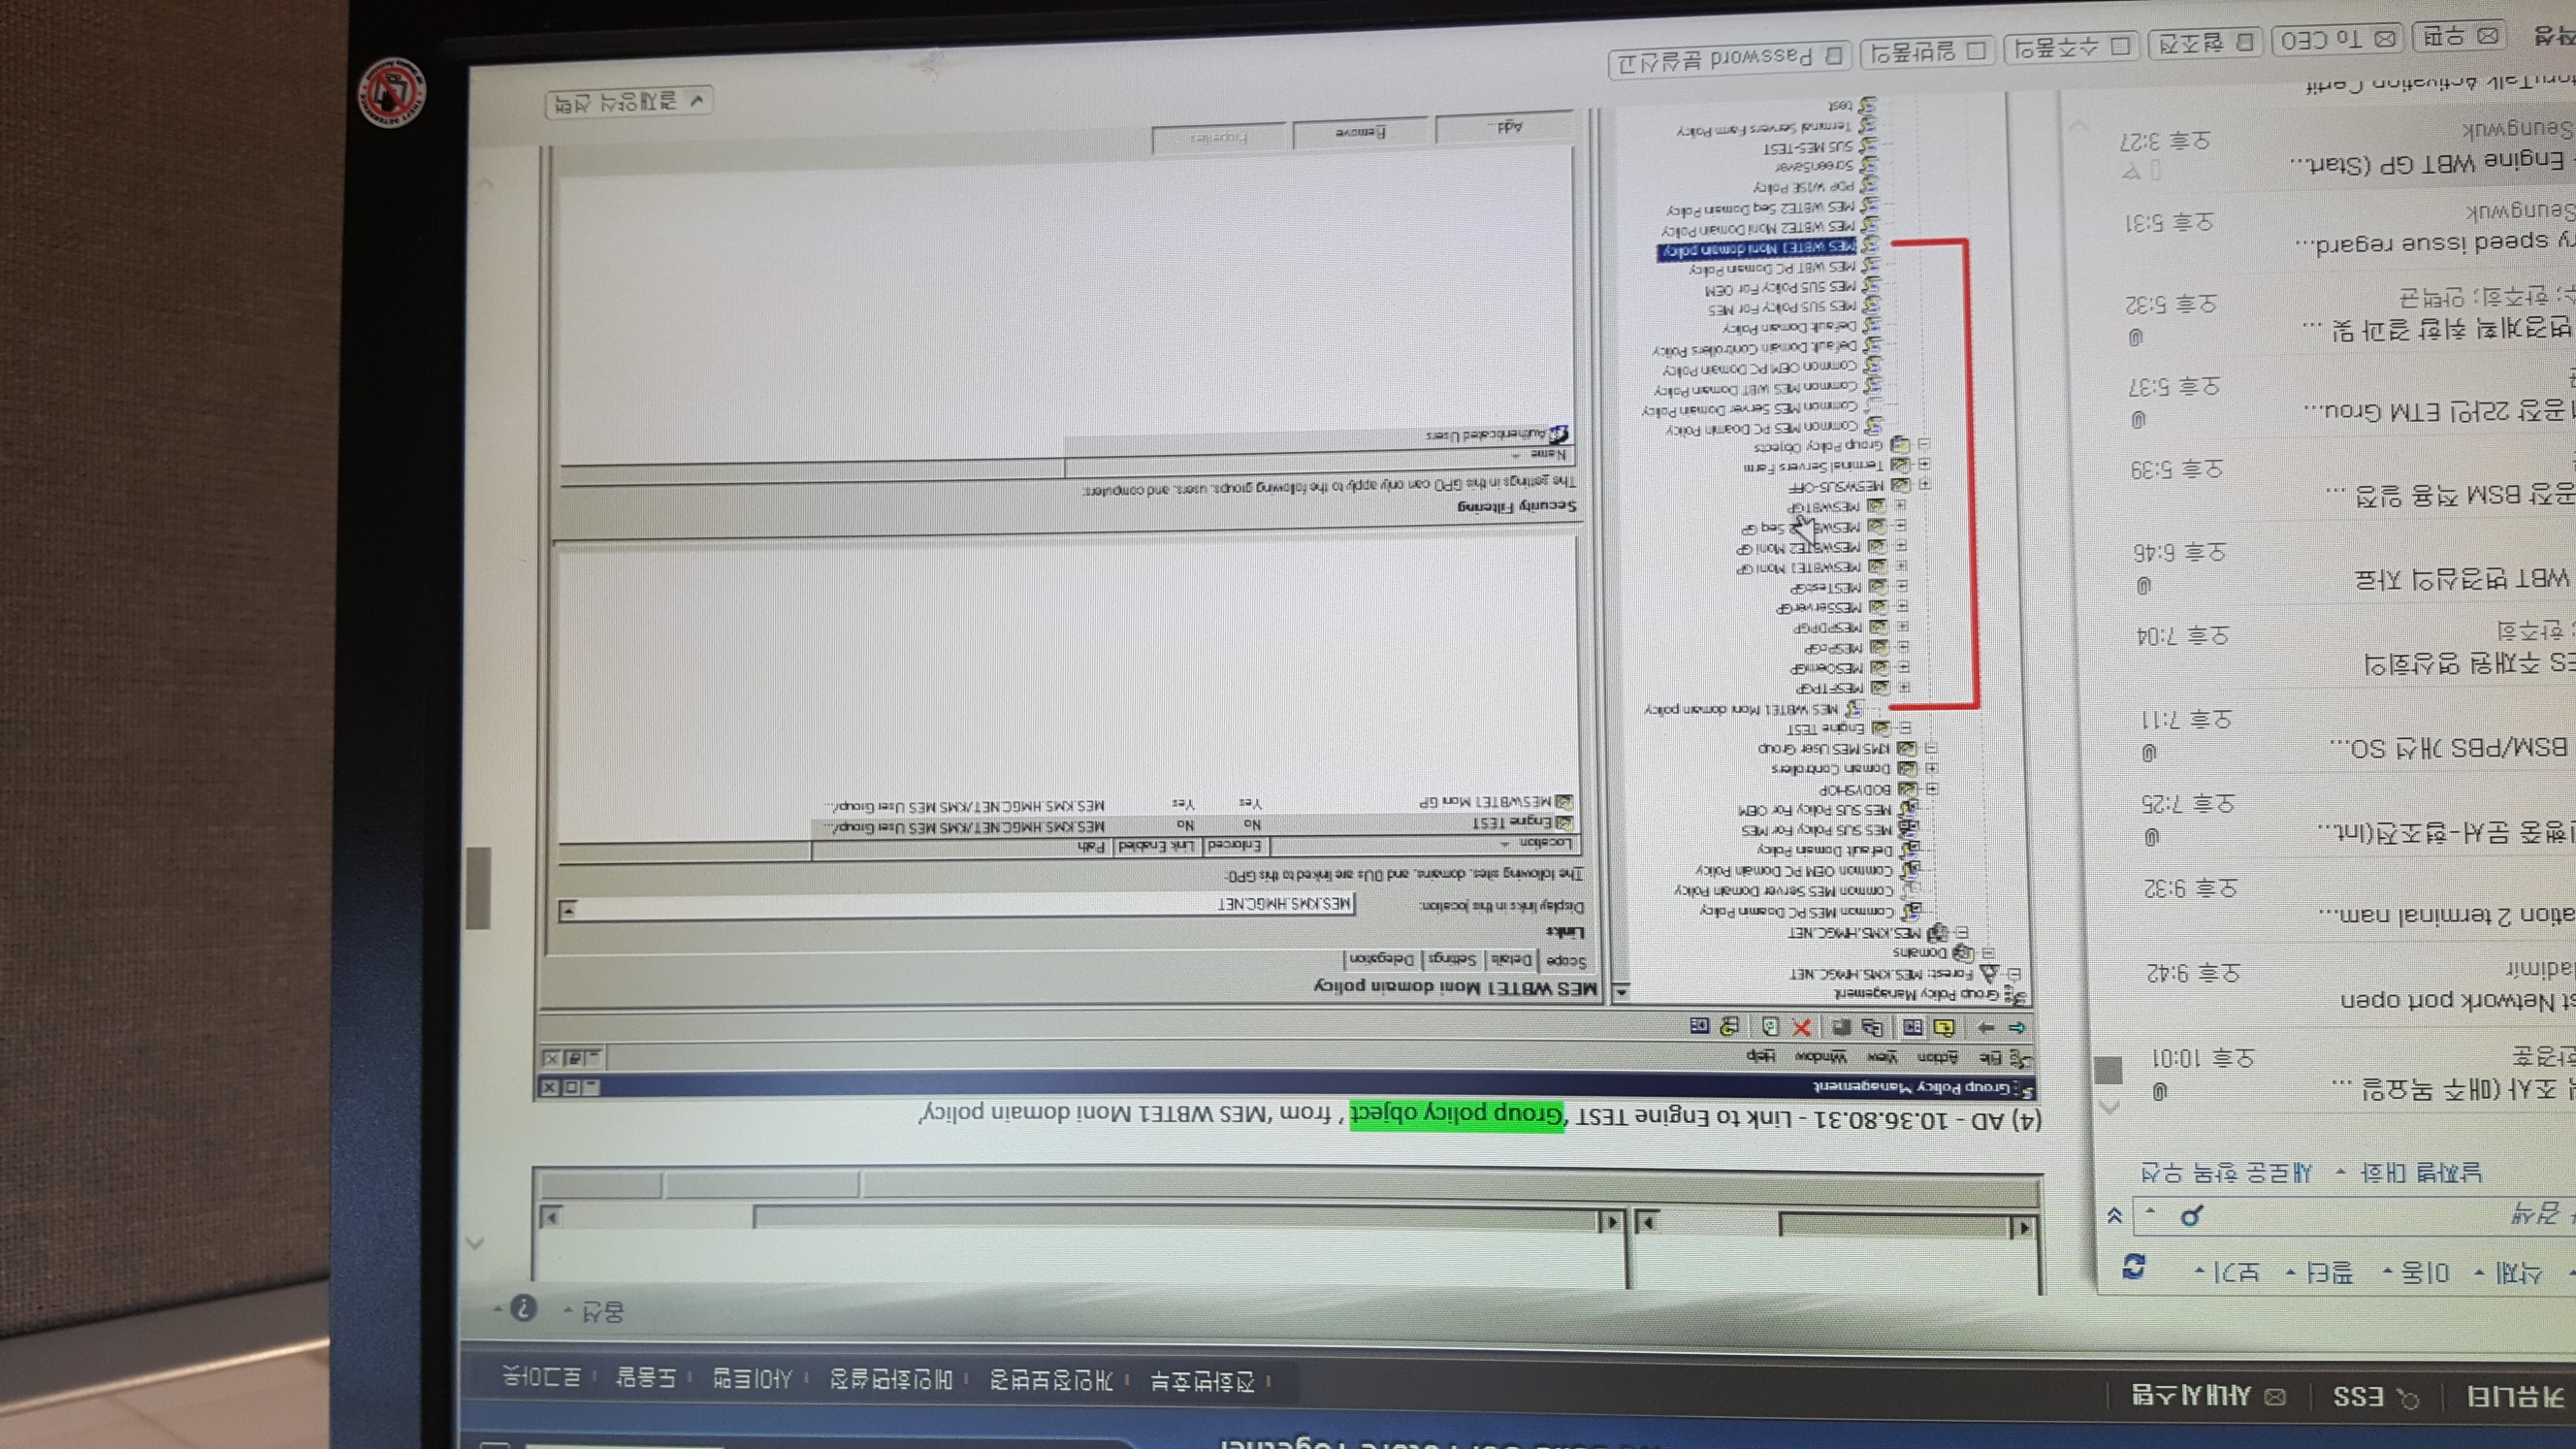 Future Together
커뮤니티
ESS
사내시스템
전화번호부
개인정보변경
메인화면설정
사이트맵
도움말
로그아웃
옵션
삭제
이동
필터
보기
검색
날짜별 대화
새로운 항목 우선
조사 (매주 목요일 ...
한경훈
오후 10:01
st Network port open
ladimír
오후 9:42
ation 2 terminal nam...
오후 9:32
행중 문서-협조전(Int...
오후 7:25
BSM/PBS 개선 SO...
오후 7:11
ES 주재원 영상회의
; 한주희
오후 7:04
WBT 변경심의 자료
오후 6:46
공장 BSM 적용 일정 ...
오후 5:39
1공장 2라인 ETM Grou...
오후 5:37
변경계획 취합 결과 및 ...
수; 한주희; 안택균
오후 5:32
ry speed issue regard...
Seungwuk
오후 5:31
Engine WBT GP (Start...
Seungwuk
오후 3:27
toryTalk Activation Certif
(4) AD - 10.36.80.31 - Link to Engine TEST ‘Group policy object ’ from ‘MES WBTE1 Moni domain policy’
Group Policy Management
File Action View Window Help
Group Policy Management
Forest: MES.KMS.HMGC.NET
Domains
MES.KMS.HMGC.NET
Common MES PC Doamin Policy
Common MES Server Domain Policy
Common OEM PC Domain Policy
Default Domain Policy
MES SUS Policy For MES
MES SUS Policy For OEM
BODYSHOP
Domain Controllers
KMS MES User Group
Engine TEST
MES WBTE1 Moni domain policy
MESFTPGP
MESOemGP
MESPcGP
MESPDPGP
MESServerGP
MESTestGP
MESWBTE1 Moni GP
MESWBTE2 Moni GP
Seq GP
MESWBTGP
MESWSUS-OFF
Terminal Servers Farm
Group Policy Objects
Common MES PC Doamin Policy
Common MES Server Domain Policy
Common MES WBT Domain Policy
Common OEM PC Domain Policy
Default Domain Controllers Policy
Default Domain Policy
MES SUS Policy For MES
MES SUS Policy For OEM
MES WBT PC Domain Policy
MES WBTE1 Moni domain policy
MES WBTE2 Moni Domain Policy
MES WBTE2 Seq Domain Policy
PDP WISE Policy
ScreenSaver
SUS MES-TEST
Terminal Servers Farm Policy
test
MES WBTE1 Moni domain policy
Scope Details Settings Delegation
Links
Display links in this location:
MES.KMS.HMGC.NET
The following sites, domains, and OUs are linked to this GPO:
Location Enforced Link Enabled Path
Engine TEST No No MES.KMS.HMGC.NET/KMS MES User Group/...
MESWBTE1 Moni GP Yes Yes MES.KMS.HMGC.NET/KMS MES User Group/...
Security Filtering
The settings in this GPO can only apply to the following groups, users, and computers:
Name
Authenticated Users
Add...
Remove
Properties
결재양식 선택
작성
우편
To CEO
협조전
수주품의
일반품의
Password 분실신고